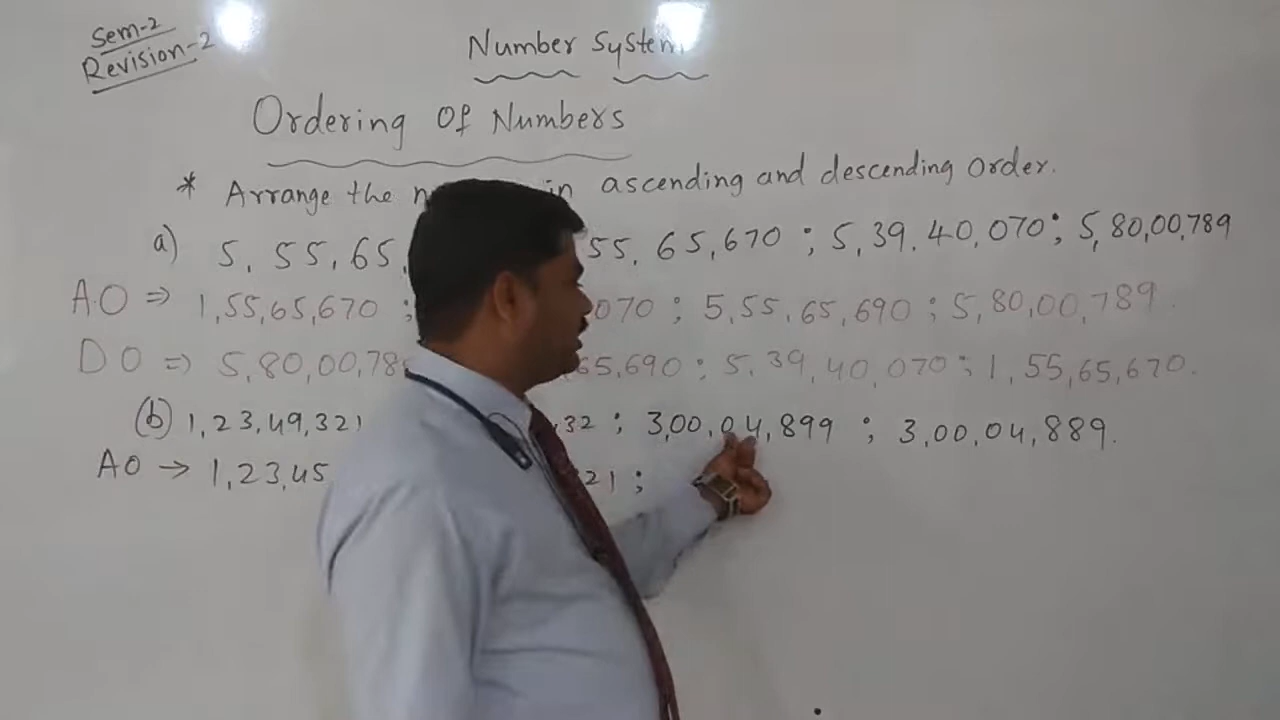 Sem-2
Revision-2
Number System
Ordering Of Numbers
* Arrange the in ascending and descending Order.
a) 5, 55, 65, 55, 65,670 ; 5,39,40,070 ; 5,80,00,789
AO ⇒ 1,55,65,670 ; 070 ; 5,55,65,690 ; 5,80,00,789.
DO ⇒ 5,80,00,78 65,690 ; 5,39,40,070 ; 1,55,65,670.
(b) 1,23,49,321 ,32 ; 3,00,04,899 ; 3,00,04,889.
AO → 1,23,45 21 ;